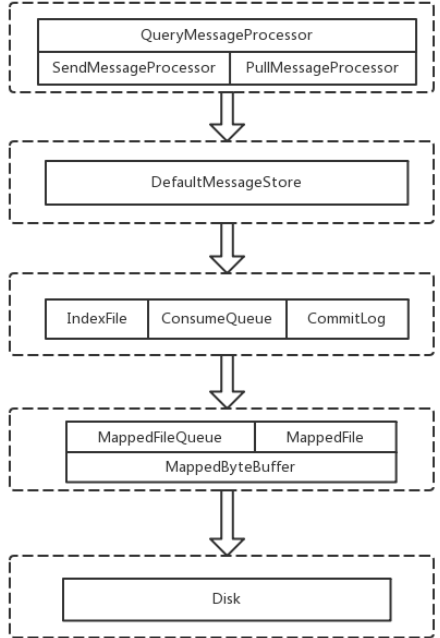 QueryMessageProcessor
SendMessageProcessor PullMessageProcessor
DefaultMessageStore
IndexFile ConsumeQueue CommitLog
MappedFileQueue MappedFile
MappedByteBuffer
Disk